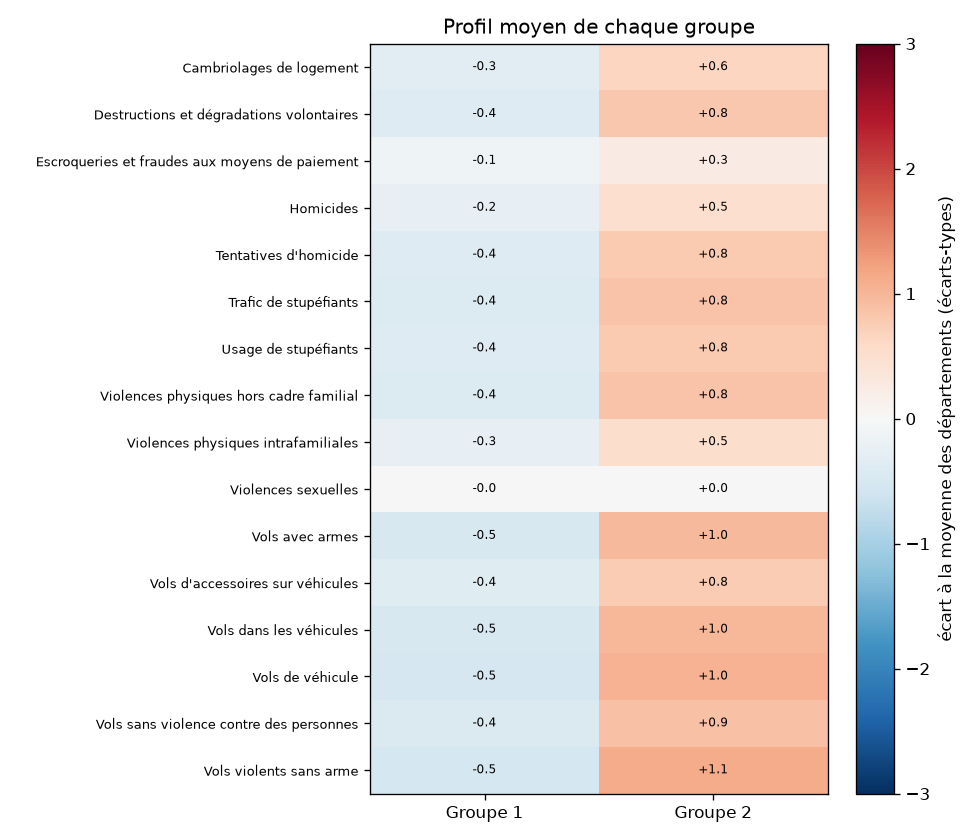 Profil moyen de chaque groupe
Cambriolages de logement -0.3 +0.6
Destructions et dégradations volontaires -0.4 +0.8
Escroqueries et fraudes aux moyens de paiement -0.1 +0.3
Homicides -0.2 +0.5
Tentatives d'homicide -0.4 +0.8
Trafic de stupéfiants -0.4 +0.8
Usage de stupéfiants -0.4 +0.8
Violences physiques hors cadre familial -0.4 +0.8
Violences physiques intrafamiliales -0.3 +0.5
Violences sexuelles -0.0 +0.0
Vols avec armes -0.5 +1.0
Vols d'accessoires sur véhicules -0.4 +0.8
Vols dans les véhicules -0.5 +1.0
Vols de véhicule -0.5 +1.0
Vols sans violence contre des personnes -0.4 +0.9
Vols violents sans arme -0.5 +1.1
Groupe 1 Groupe 2
3
2
1
0
−1
−2
−3
écart à la moyenne des départements (écarts-types)